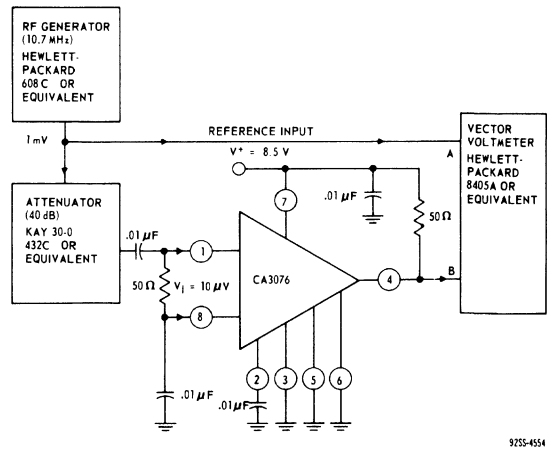 RF GENERATOR
(10.7 MHz)
HEWLETT-
PACKARD
608 C OR
EQUIVALENT
1 mV
REFERENCE INPUT
A
VECTOR
VOLTMETER
HEWLETT-
PACKARD
8405A OR
EQUIVALENT
V+ = 8.5 V
ATTENUATOR
(40 dB)
KAY 30-0
432C OR
EQUIVALENT
.01 µF
7
.01 µF
50 Ω
1
50 Ω
Vi = 10 µV
CA3076
4
B
8
2
3
5
6
.01 µF
.01 µF
92SS-4554